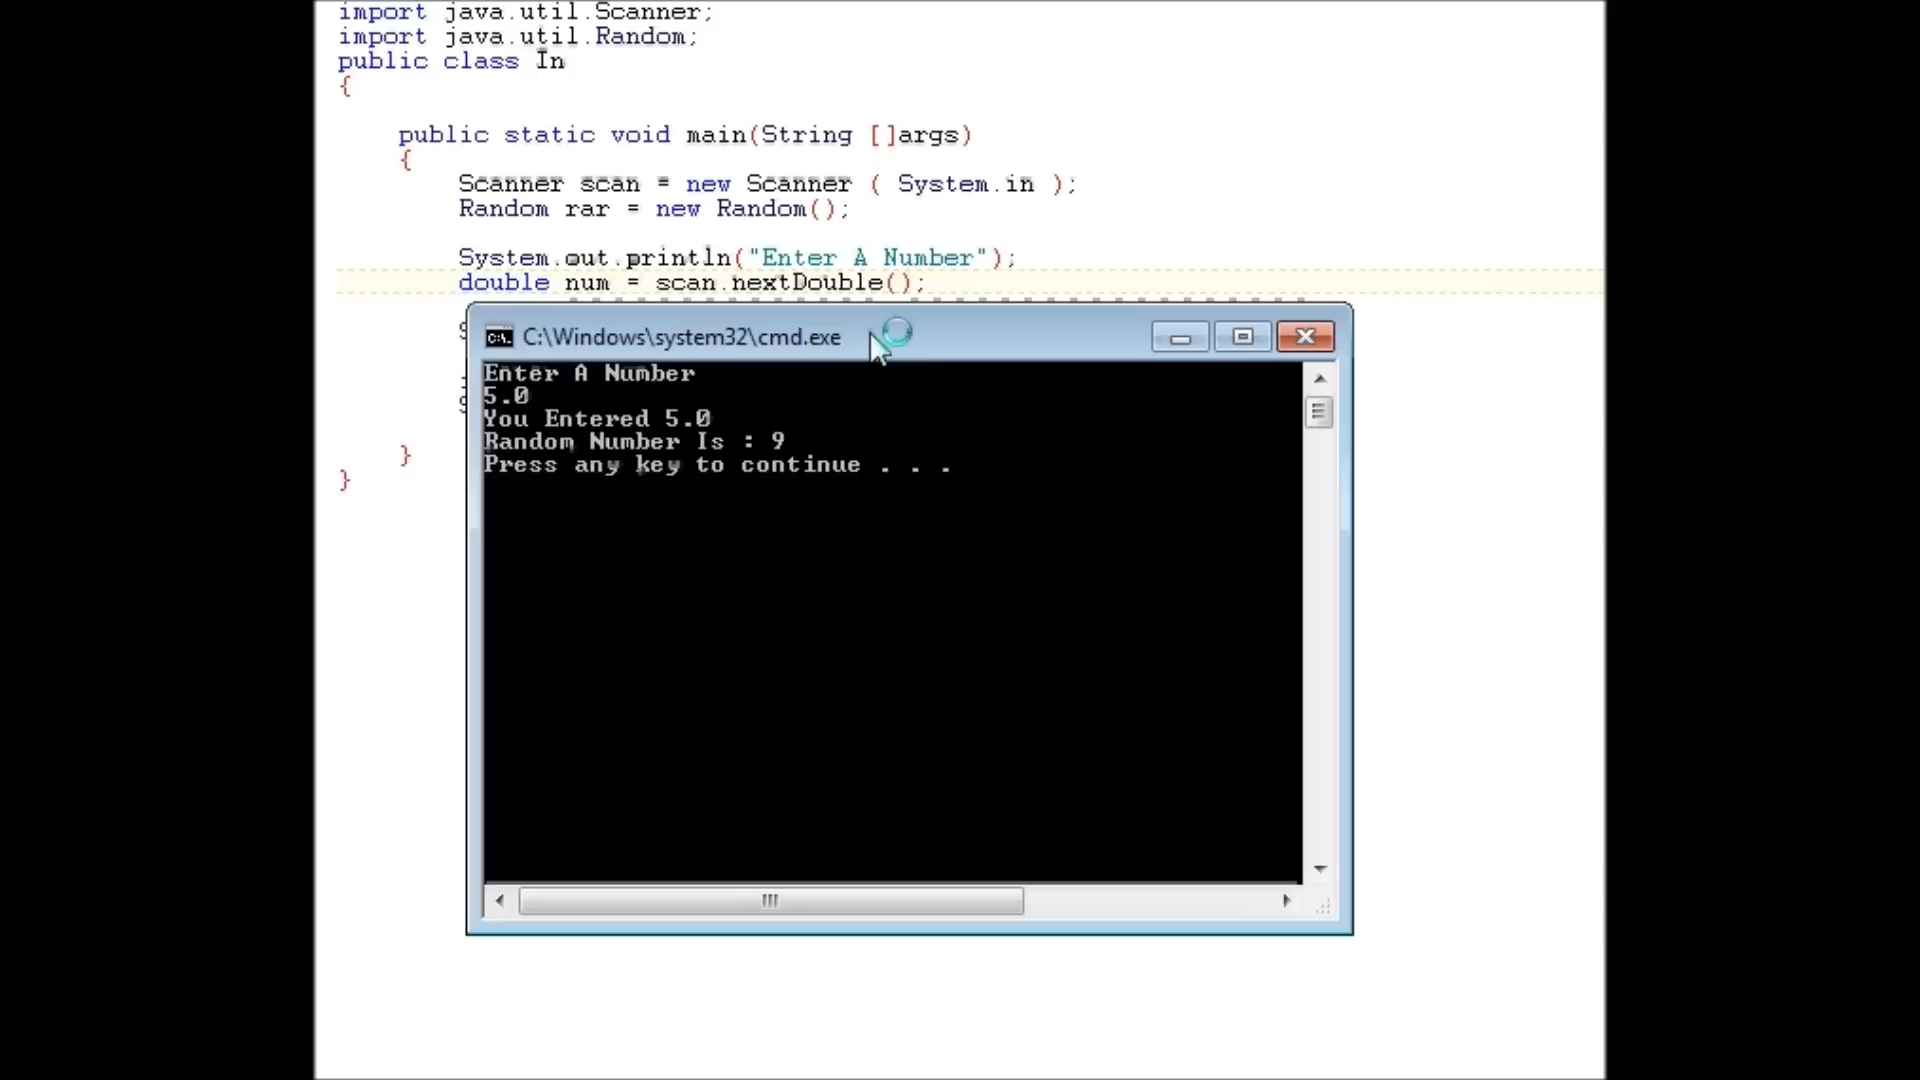 import java.util.Scanner;
import java.util.Random;
public class In
{
public static void main(String []args)
{
Scanner scan = new Scanner ( System.in );
Random rar = new Random();
System.out.println("Enter A Number");
double num = scan.nextDouble();
}
}
C:\Windows\system32\cmd.exe
Enter A Number
5.0
You Entered 5.0
Random Number Is : 9
Press any key to continue . . .